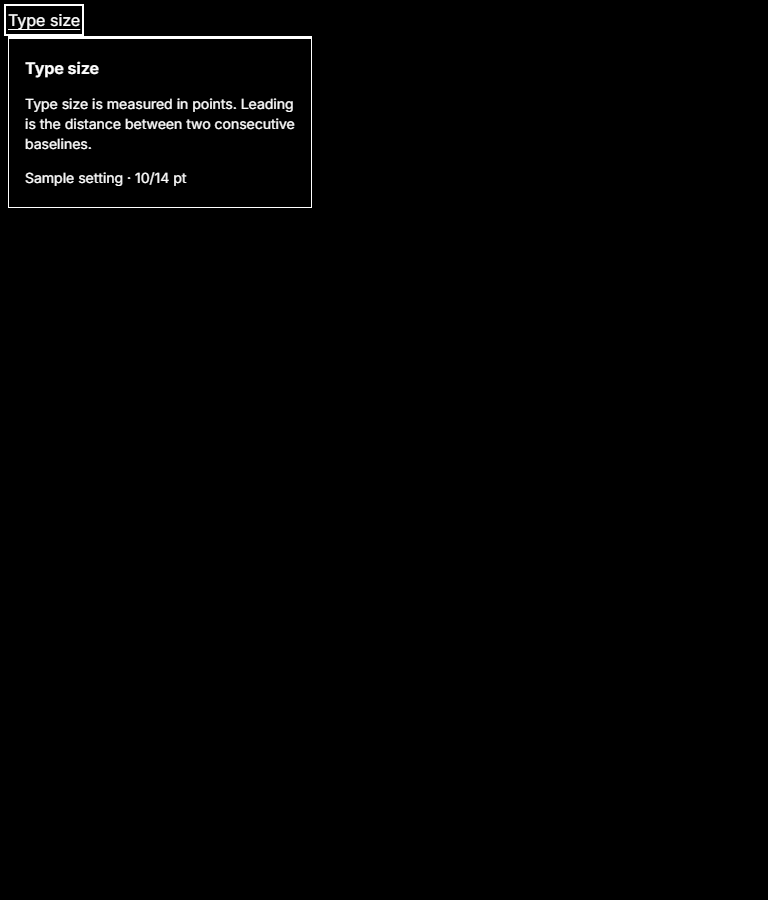 Type size
Type size
Type size is measured in points. Leading
is the distance between two consecutive
baselines.
Sample setting · 10/14 pt